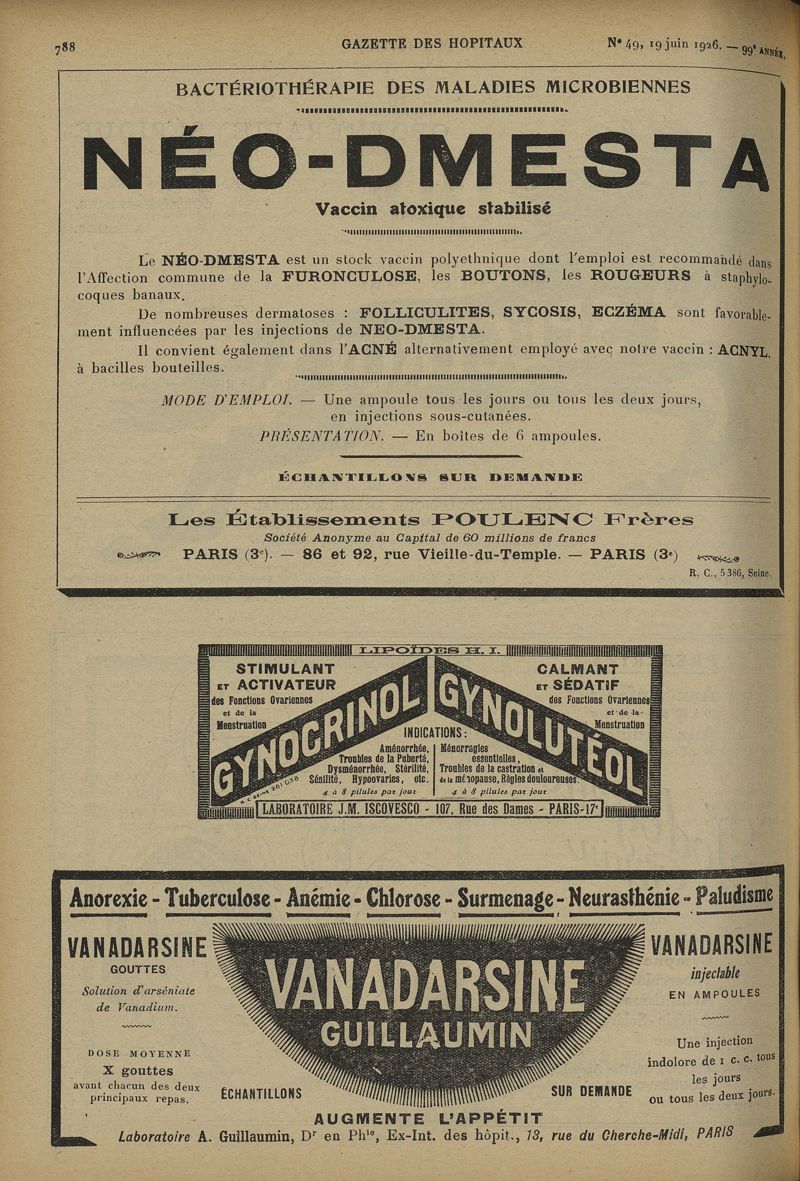 788
GAZETTE DES HOPITAUX
N° 49, 19 juin 1926. — 99e ANNÉE.
BACTÉRIOTHÉRAPIE DES MALADIES MICROBIENNES
NÉO-DMESTA
Vaccin atoxique stabilisé
Le NÉO-DMESTA est un stock vaccin polyethnique dont l'emploi est recommandé dans
l'Affection commune de la FURONCULOSE, les BOUTONS, les ROUGEURS à staphylo-
coques banaux.
De nombreuses dermatoses : FOLLICULITES, SYCOSIS, ECZÉMA sont favorable-
ment influencées par les injections de NEO-DMESTA.
Il convient également dans l'ACNÉ alternativement employé avec notre vaccin : ACNYL,
à bacilles bouteilles.
MODE D'EMPLOI. — Une ampoule tous les jours ou tous les deux jours,
en injections sous-cutanées.
PRÉSENTATION. — En boîtes de 6 ampoules.
ÉCHANTILLONS SUR DEMANDE
Les Établissements POULENC Frères
Société Anonyme au Capital de 60 millions de francs
PARIS (3e). — 86 et 92, rue Vieille-du-Temple. — PARIS (3e)
R. C., 5386, Seine.
LIPOÏDES H. I.
STIMULANT
ET ACTIVATEUR
des Fonctions Ovariennes
et de la
Menstruation
GYNOCRINOL
CALMANT
ET SÉDATIF
des Fonctions Ovariennes
et de la
Menstruation
GYNOLUTÉOL
INDICATIONS :
Aménorrhée,
Troubles de la Puberté,
Dysménorrhée, Stérilité,
Sénilité, Hypoovaries, etc.
4 à 8 pilules par jour
Ménorragies
essentielles,
Troubles de la castration et
de la ménopause, Règles douloureuses.
4 à 8 pilules par jour
LABORATOIRE J.M. ISCOVESCO - 107, Rue des Dames - PARIS-17e
Anorexie - Tuberculose - Anémie - Chlorose - Surmenage - Neurasthénie - Paludisme
VANADARSINE
GOUTTES
Solution d'arséniate
de Vanadium.
DOSE MOYENNE
X gouttes
avant chacun des deux
principaux repas.
VANADARSINE
GUILLAUMIN
ÉCHANTILLONS
SUR DEMANDE
VANADARSINE
injectable
EN AMPOULES
Une injection
indolore de 1 c. c. tous
les jours
ou tous les deux jours.
AUGMENTE L'APPÉTIT
Laboratoire A. Guillaumin, Dr en Phie, Ex-Int. des hôpit., 13, rue du Cherche-Midi, PARIS